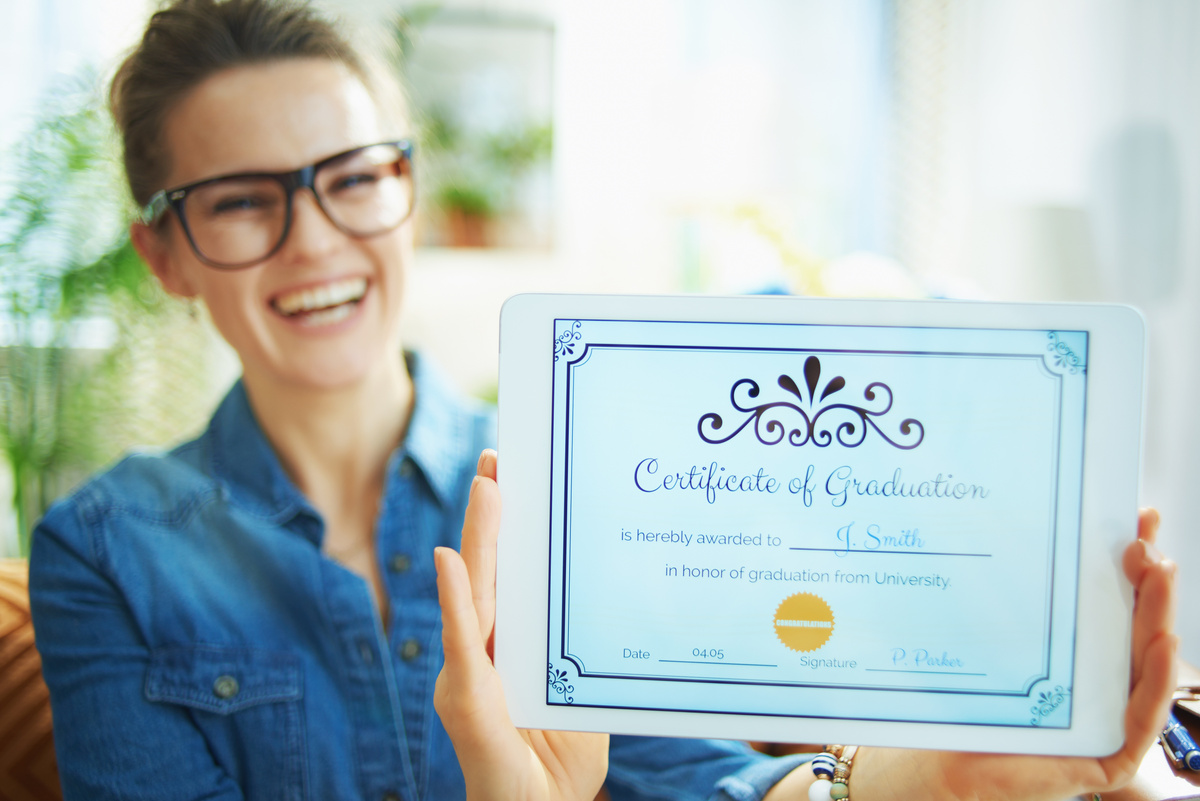 Certificate of Graduation
is herebly awarded to J. Smith
in honor of graduation from University.
CONGRATULATIONS
Date 04.05 Signature P. Parker